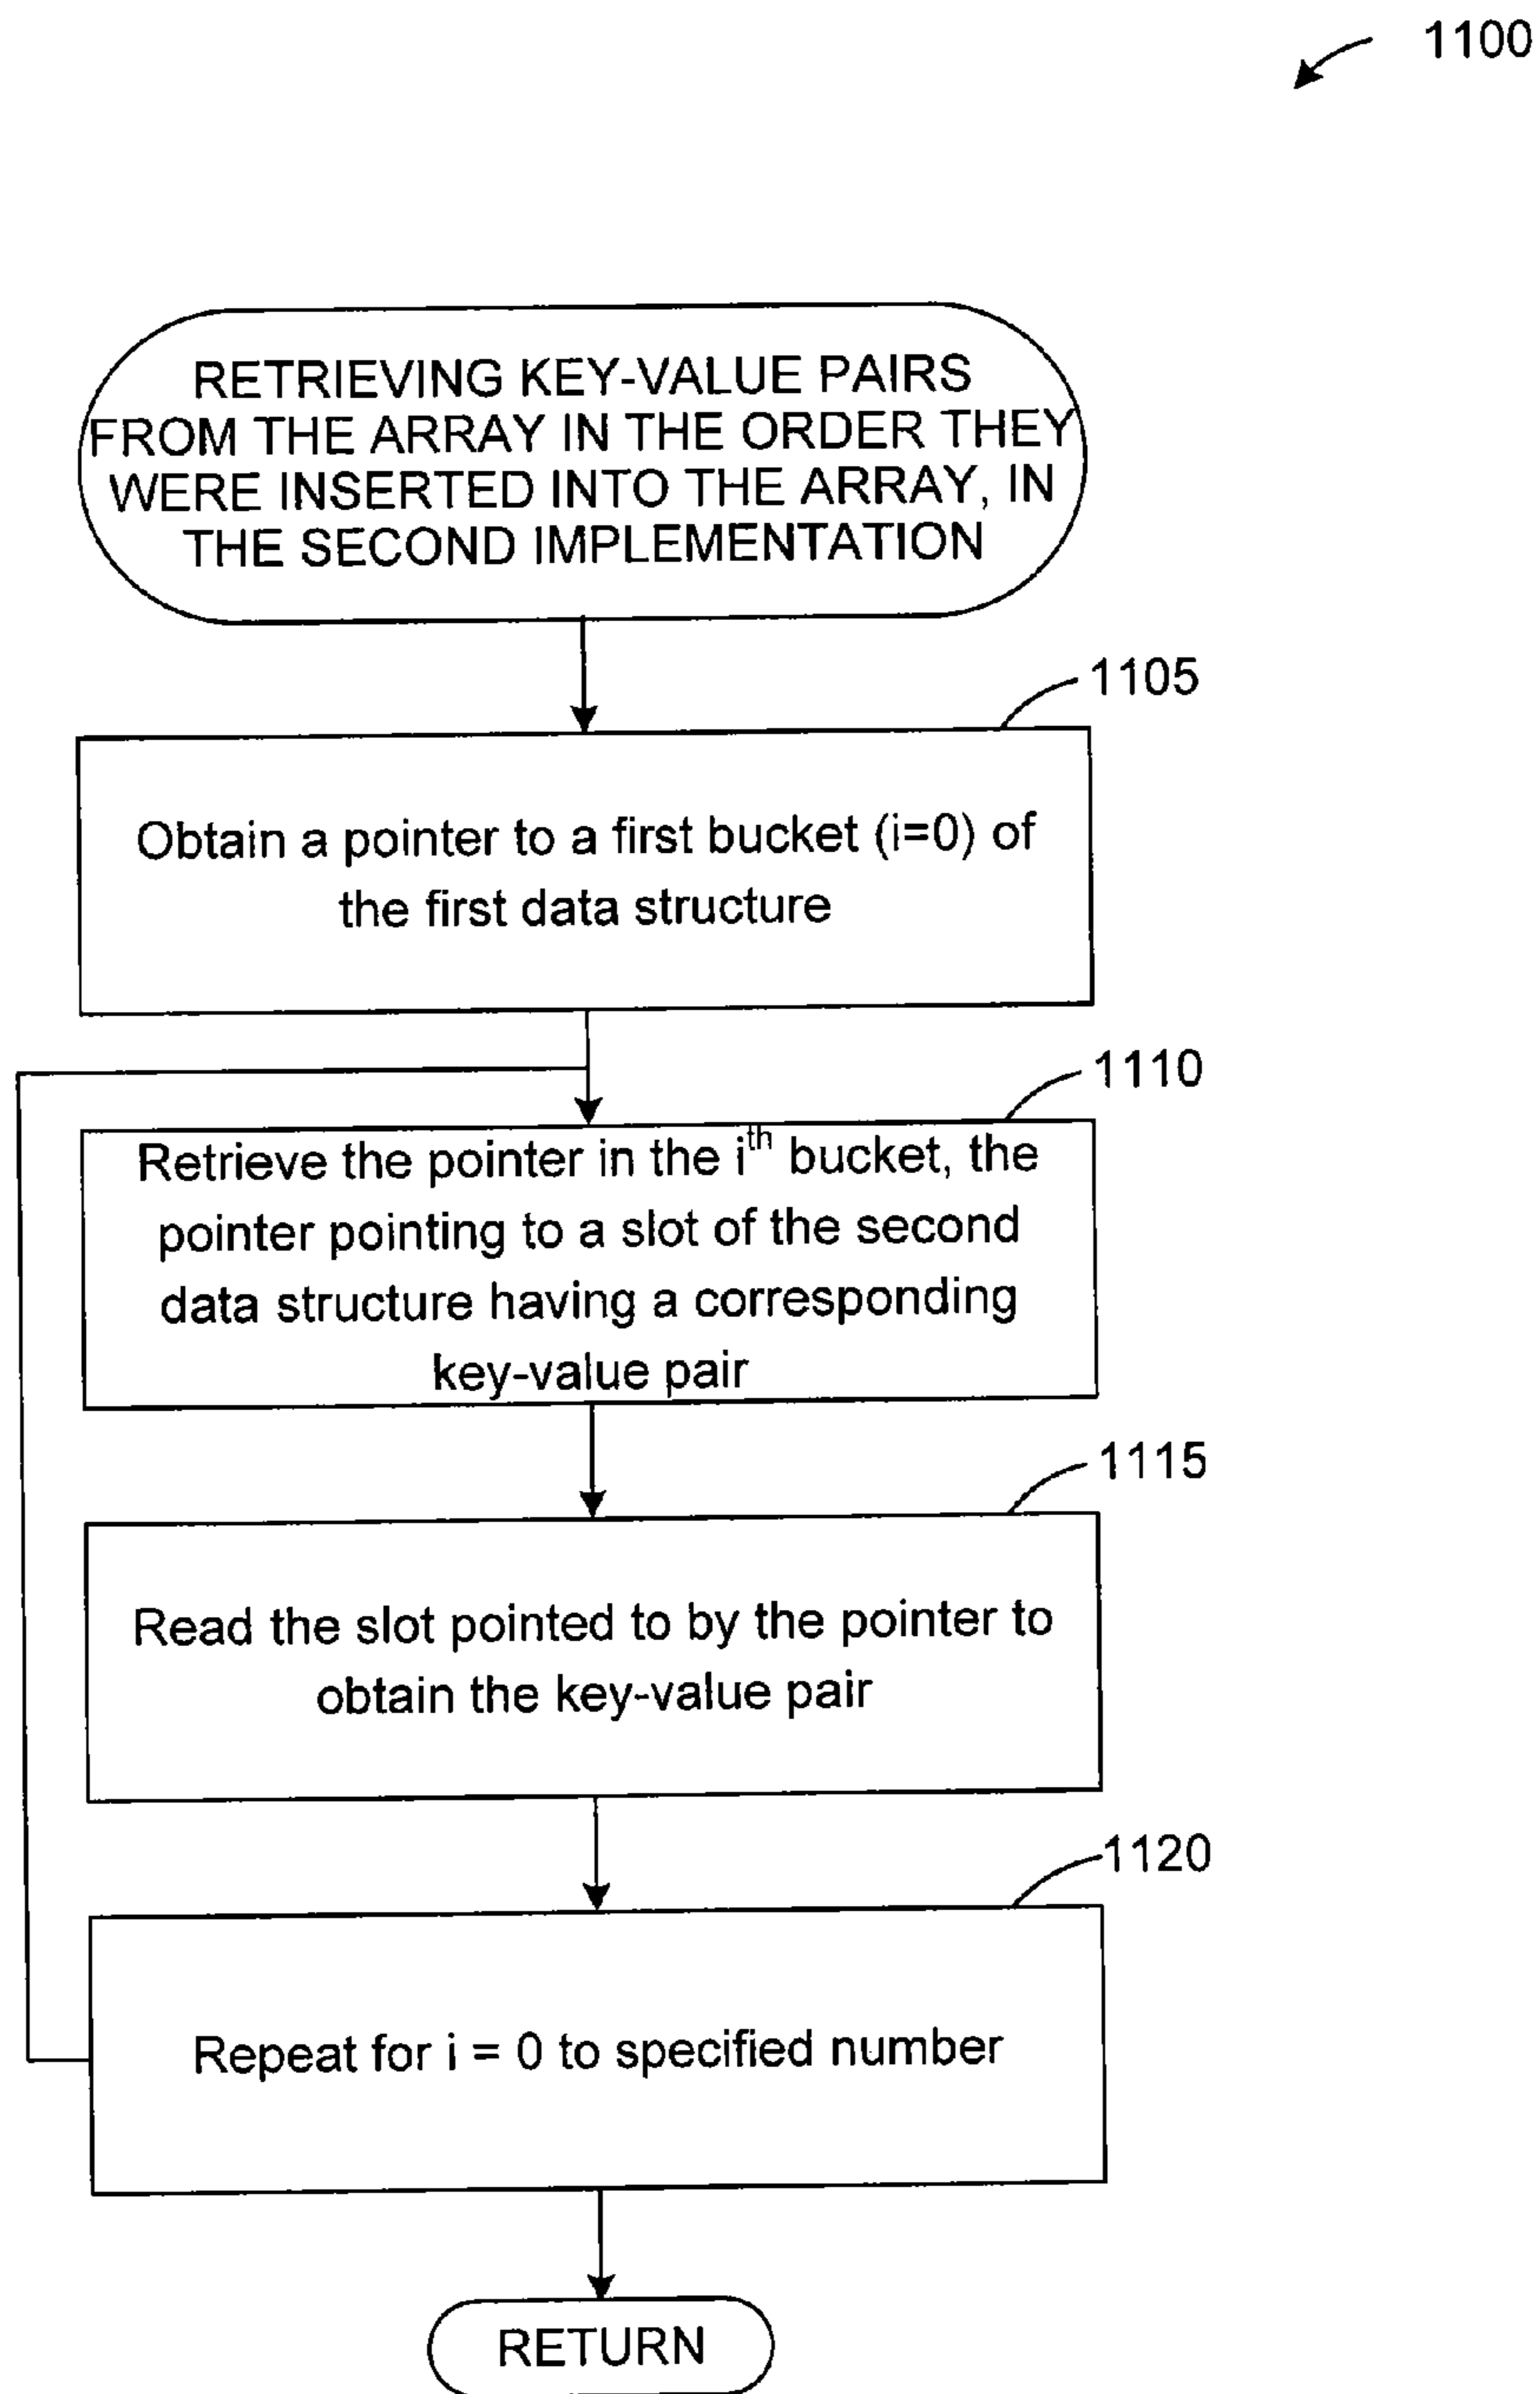 1100
RETRIEVING KEY-VALUE PAIRS
FROM THE ARRAY IN THE ORDER THEY
WERE INSERTED INTO THE ARRAY, IN
THE SECOND IMPLEMENTATION
1105
Obtain a pointer to a first bucket (i=0) of
the first data structure
1110
Retrieve the pointer in the iᵗʰ bucket, the
pointer pointing to a slot of the second
data structure having a corresponding
key-value pair
1115
Read the slot pointed to by the pointer to
obtain the key-value pair
1120
Repeat for i = 0 to specified number
RETURN